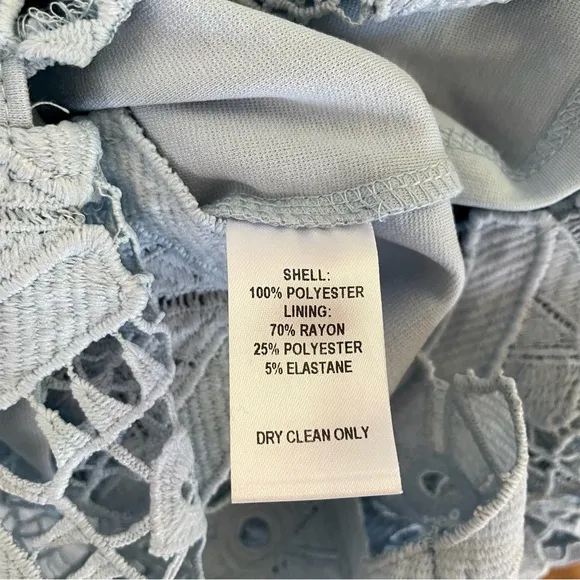 SHELL:
100% POLYESTER
LINING:
70% RAYON
25% POLYESTER
5% ELASTANE
DRY CLEAN ONLY